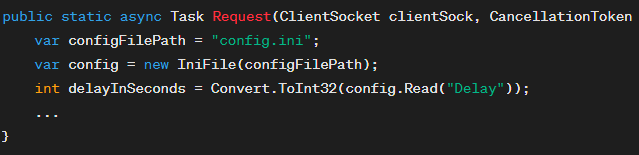 public static async Task Request(ClientSocket clientSock, CancellationToken
var configFilePath = "config.ini";
var config = new IniFile(configFilePath);
int delayInSeconds = Convert.ToInt32(config.Read("Delay"));
...
}